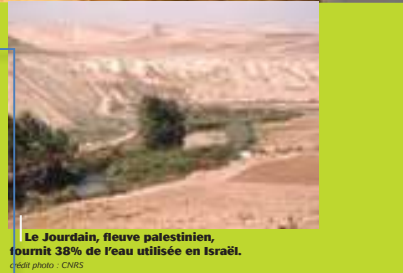 Le Jourdain, fleuve palestinien,
fournit 38% de l'eau utilisée en Israël.
crédit photo : CNRS